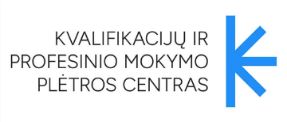 KVALIFIKACIJŲ IR
PROFESINIO MOKYMO
PLĖTROS CENTRAS